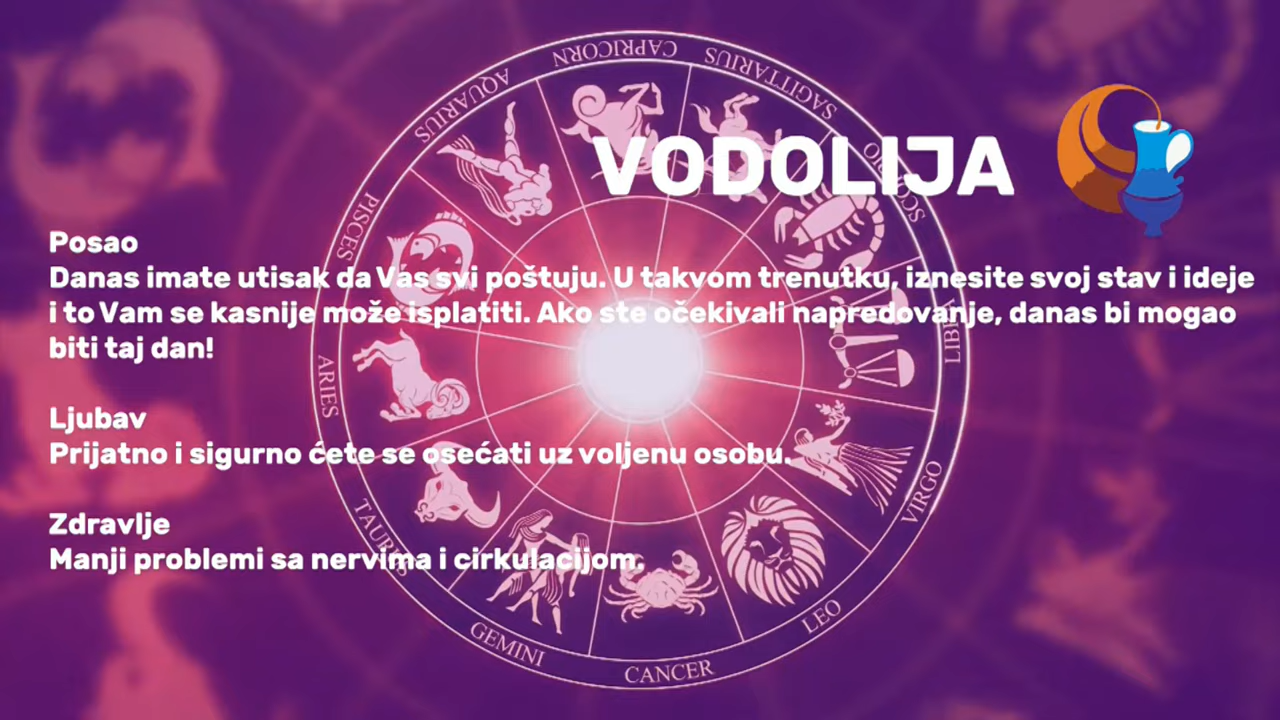 VODOLIJA
Posao
Danas imate utisak da Vas svi poštuju. U takvom trenutku, iznesite svoj stav i ideje
i to Vam se kasnije može isplatiti. Ako ste očekivali napredovanje, danas bi mogao
biti taj dan!
Ljubav
Prijatno i sigurno ćete se osećati uz voljenu osobu.
Zdravlje
Manji problemi sa nervima i cirkulacijom.
CAPRICORN
SAGITTARIUS
SCORPIO
LIBRA
VIRGO
LEO
CANCER
GEMINI
TAURUS
ARIES
PISCES
AQUARIUS